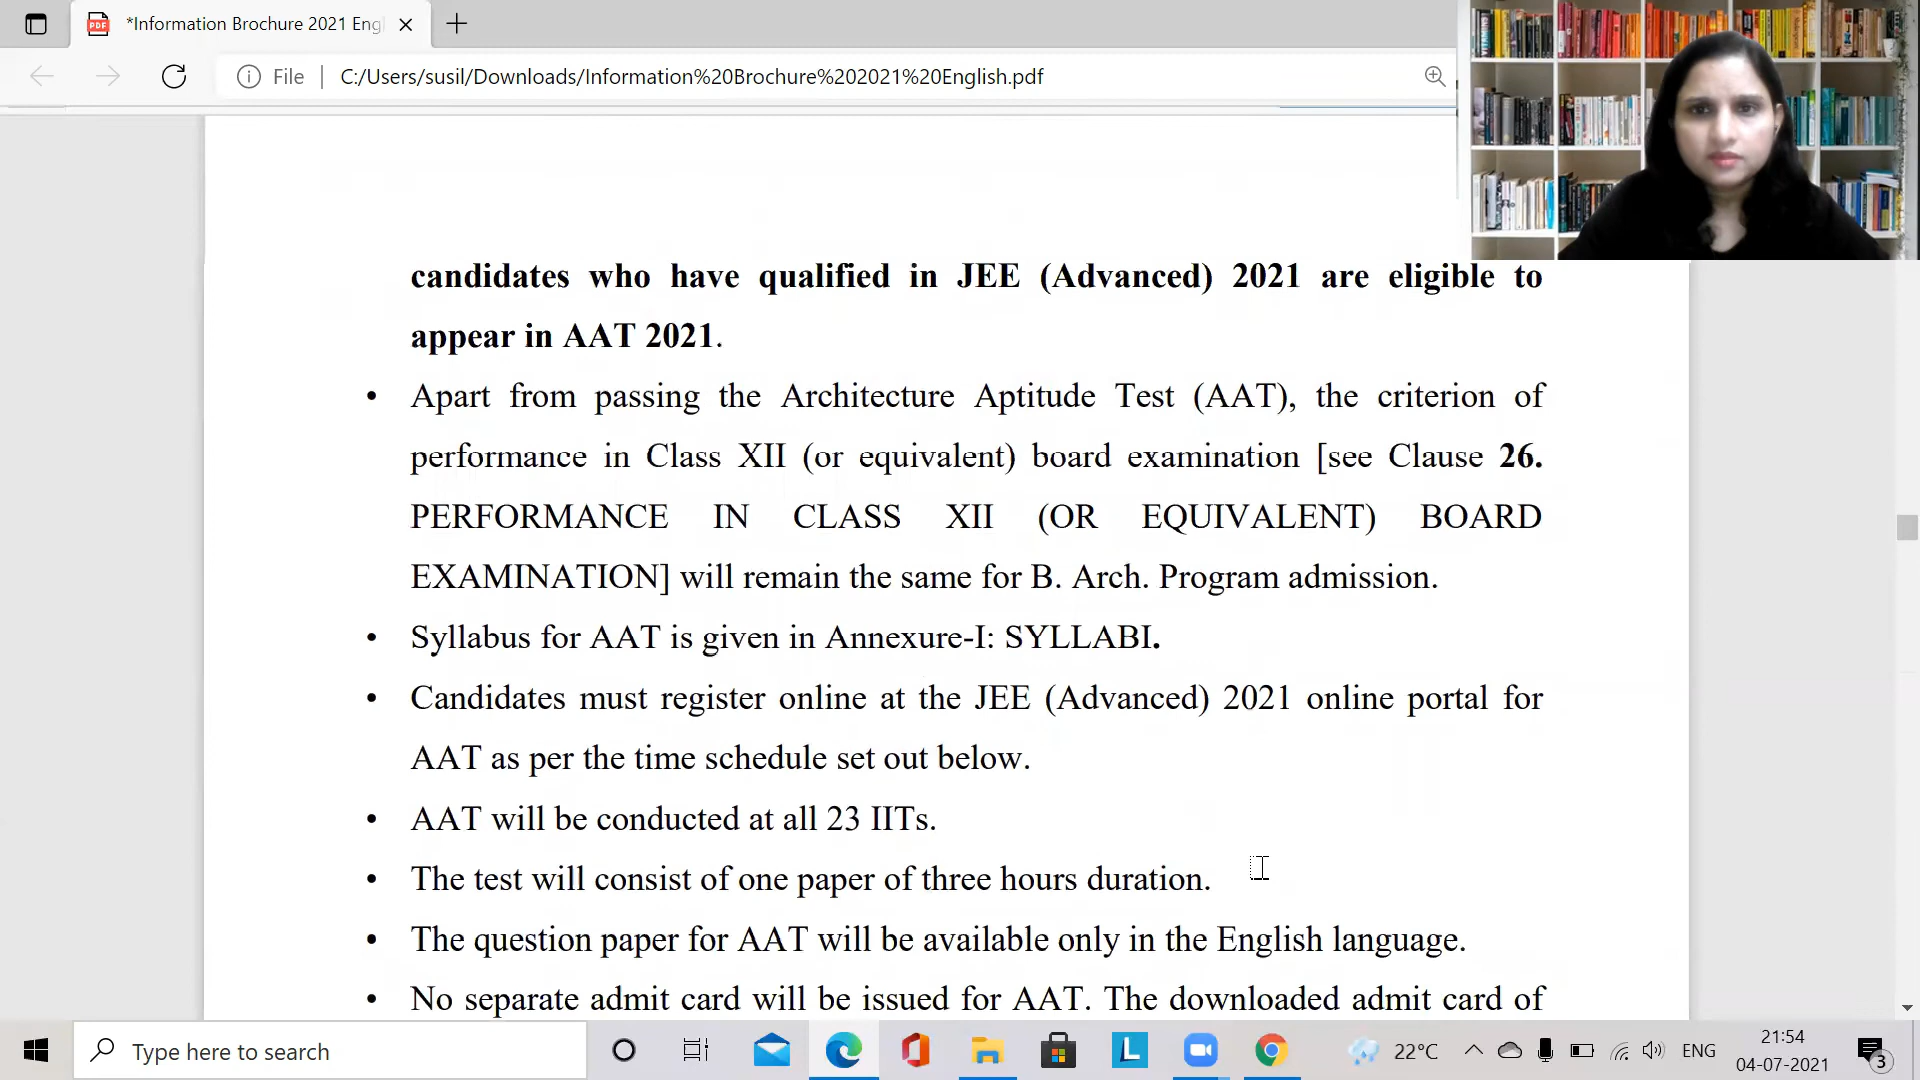 *Information Brochure 2021 Eng
File
C:/Users/susil/Downloads/Information%20Brochure%202021%20English.pdf
candidates who have qualified in JEE (Advanced) 2021 are eligible to
appear in AAT 2021.
• Apart from passing the Architecture Aptitude Test (AAT), the criterion of
performance in Class XII (or equivalent) board examination [see Clause 26.
PERFORMANCE IN CLASS XII (OR EQUIVALENT) BOARD
EXAMINATION] will remain the same for B. Arch. Program admission.
• Syllabus for AAT is given in Annexure-I: SYLLABI.
• Candidates must register online at the JEE (Advanced) 2021 online portal for
AAT as per the time schedule set out below.
• AAT will be conducted at all 23 IITs.
• The test will consist of one paper of three hours duration.
• The question paper for AAT will be available only in the English language.
• No separate admit card will be issued for AAT. The downloaded admit card of
Type here to search
22°C
ENG
21:54
04-07-2021
3